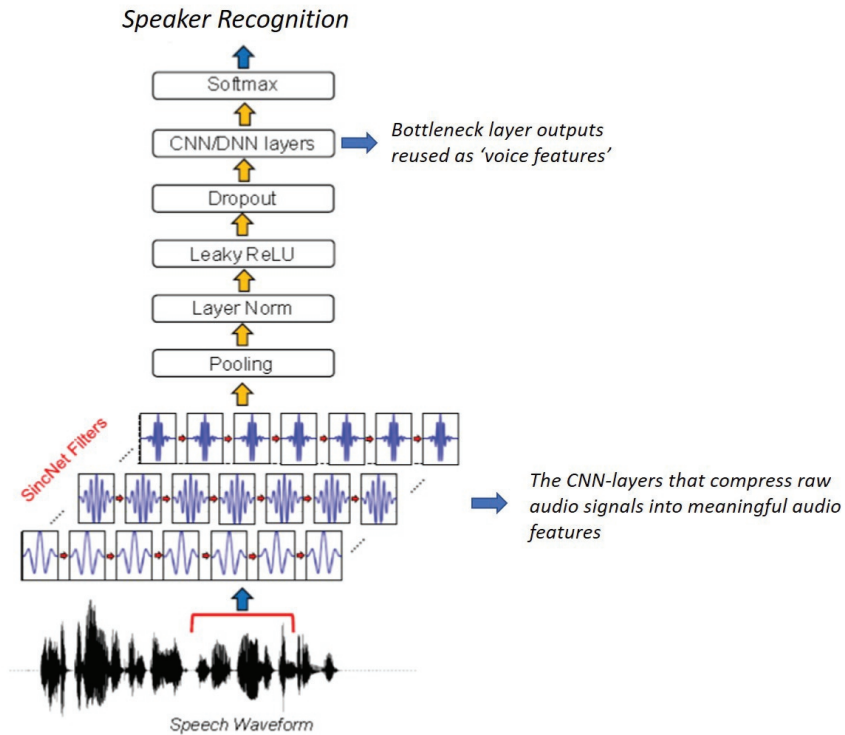 Speaker Recognition
Softmax
CNN/DNN layers
Bottleneck layer outputs
reused as ‘voice features’
Dropout
Leaky ReLU
Layer Norm
Pooling
SincNet Filters
The CNN-layers that compress raw
audio signals into meaningful audio
features
Speech Waveform